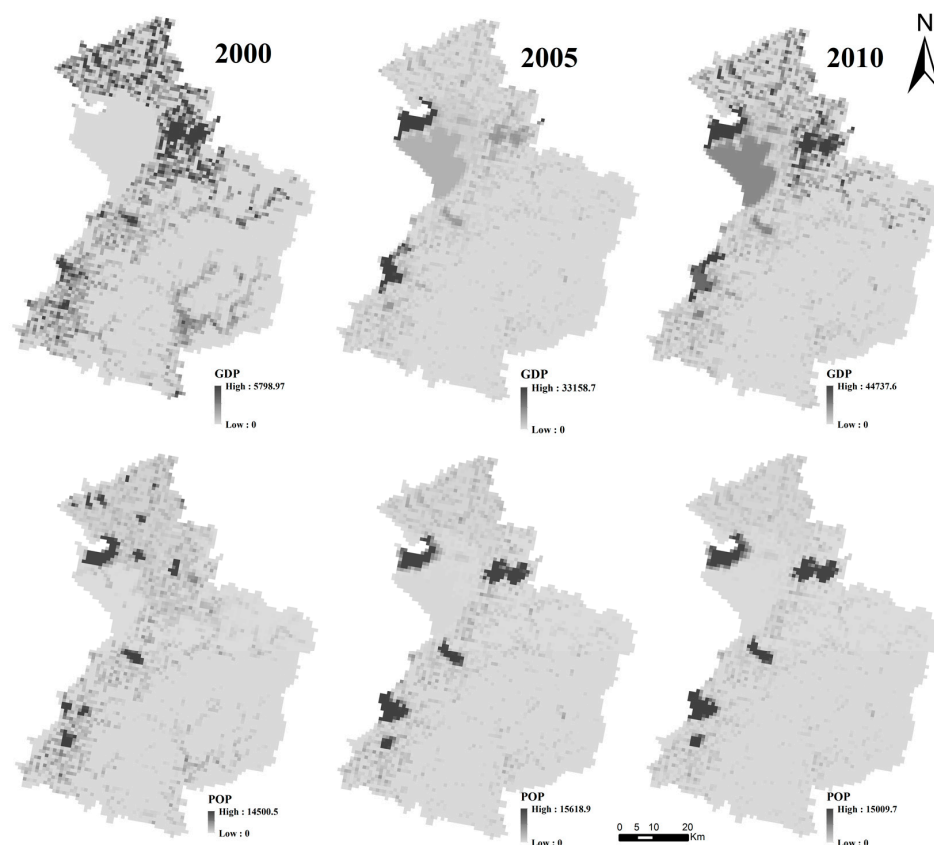 2000
2005
2010
N
GDP
High : 5798.97
Low : 0
GDP
High : 33158.7
Low : 0
GDP
High : 44737.6
Low : 0
POP
High : 14500.5
Low : 0
POP
High : 15618.9
Low : 0
POP
High : 15009.7
Low : 0
0 5 10 20
Km